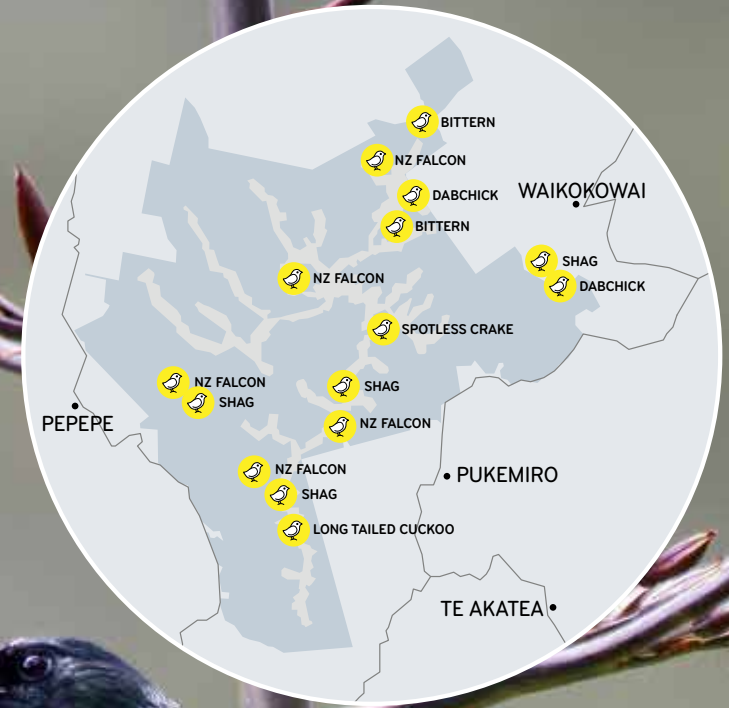 BITTERN
NZ FALCON
DABCHICK
WAIKOKOWAI
BITTERN
SHAG
NZ FALCON
DABCHICK
SPOTLESS CRAKE
NZ FALCON
SHAG
SHAG
PEPEPE
NZ FALCON
NZ FALCON
PUKEMIRO
SHAG
LONG TAILED CUCKOO
TE AKATEA